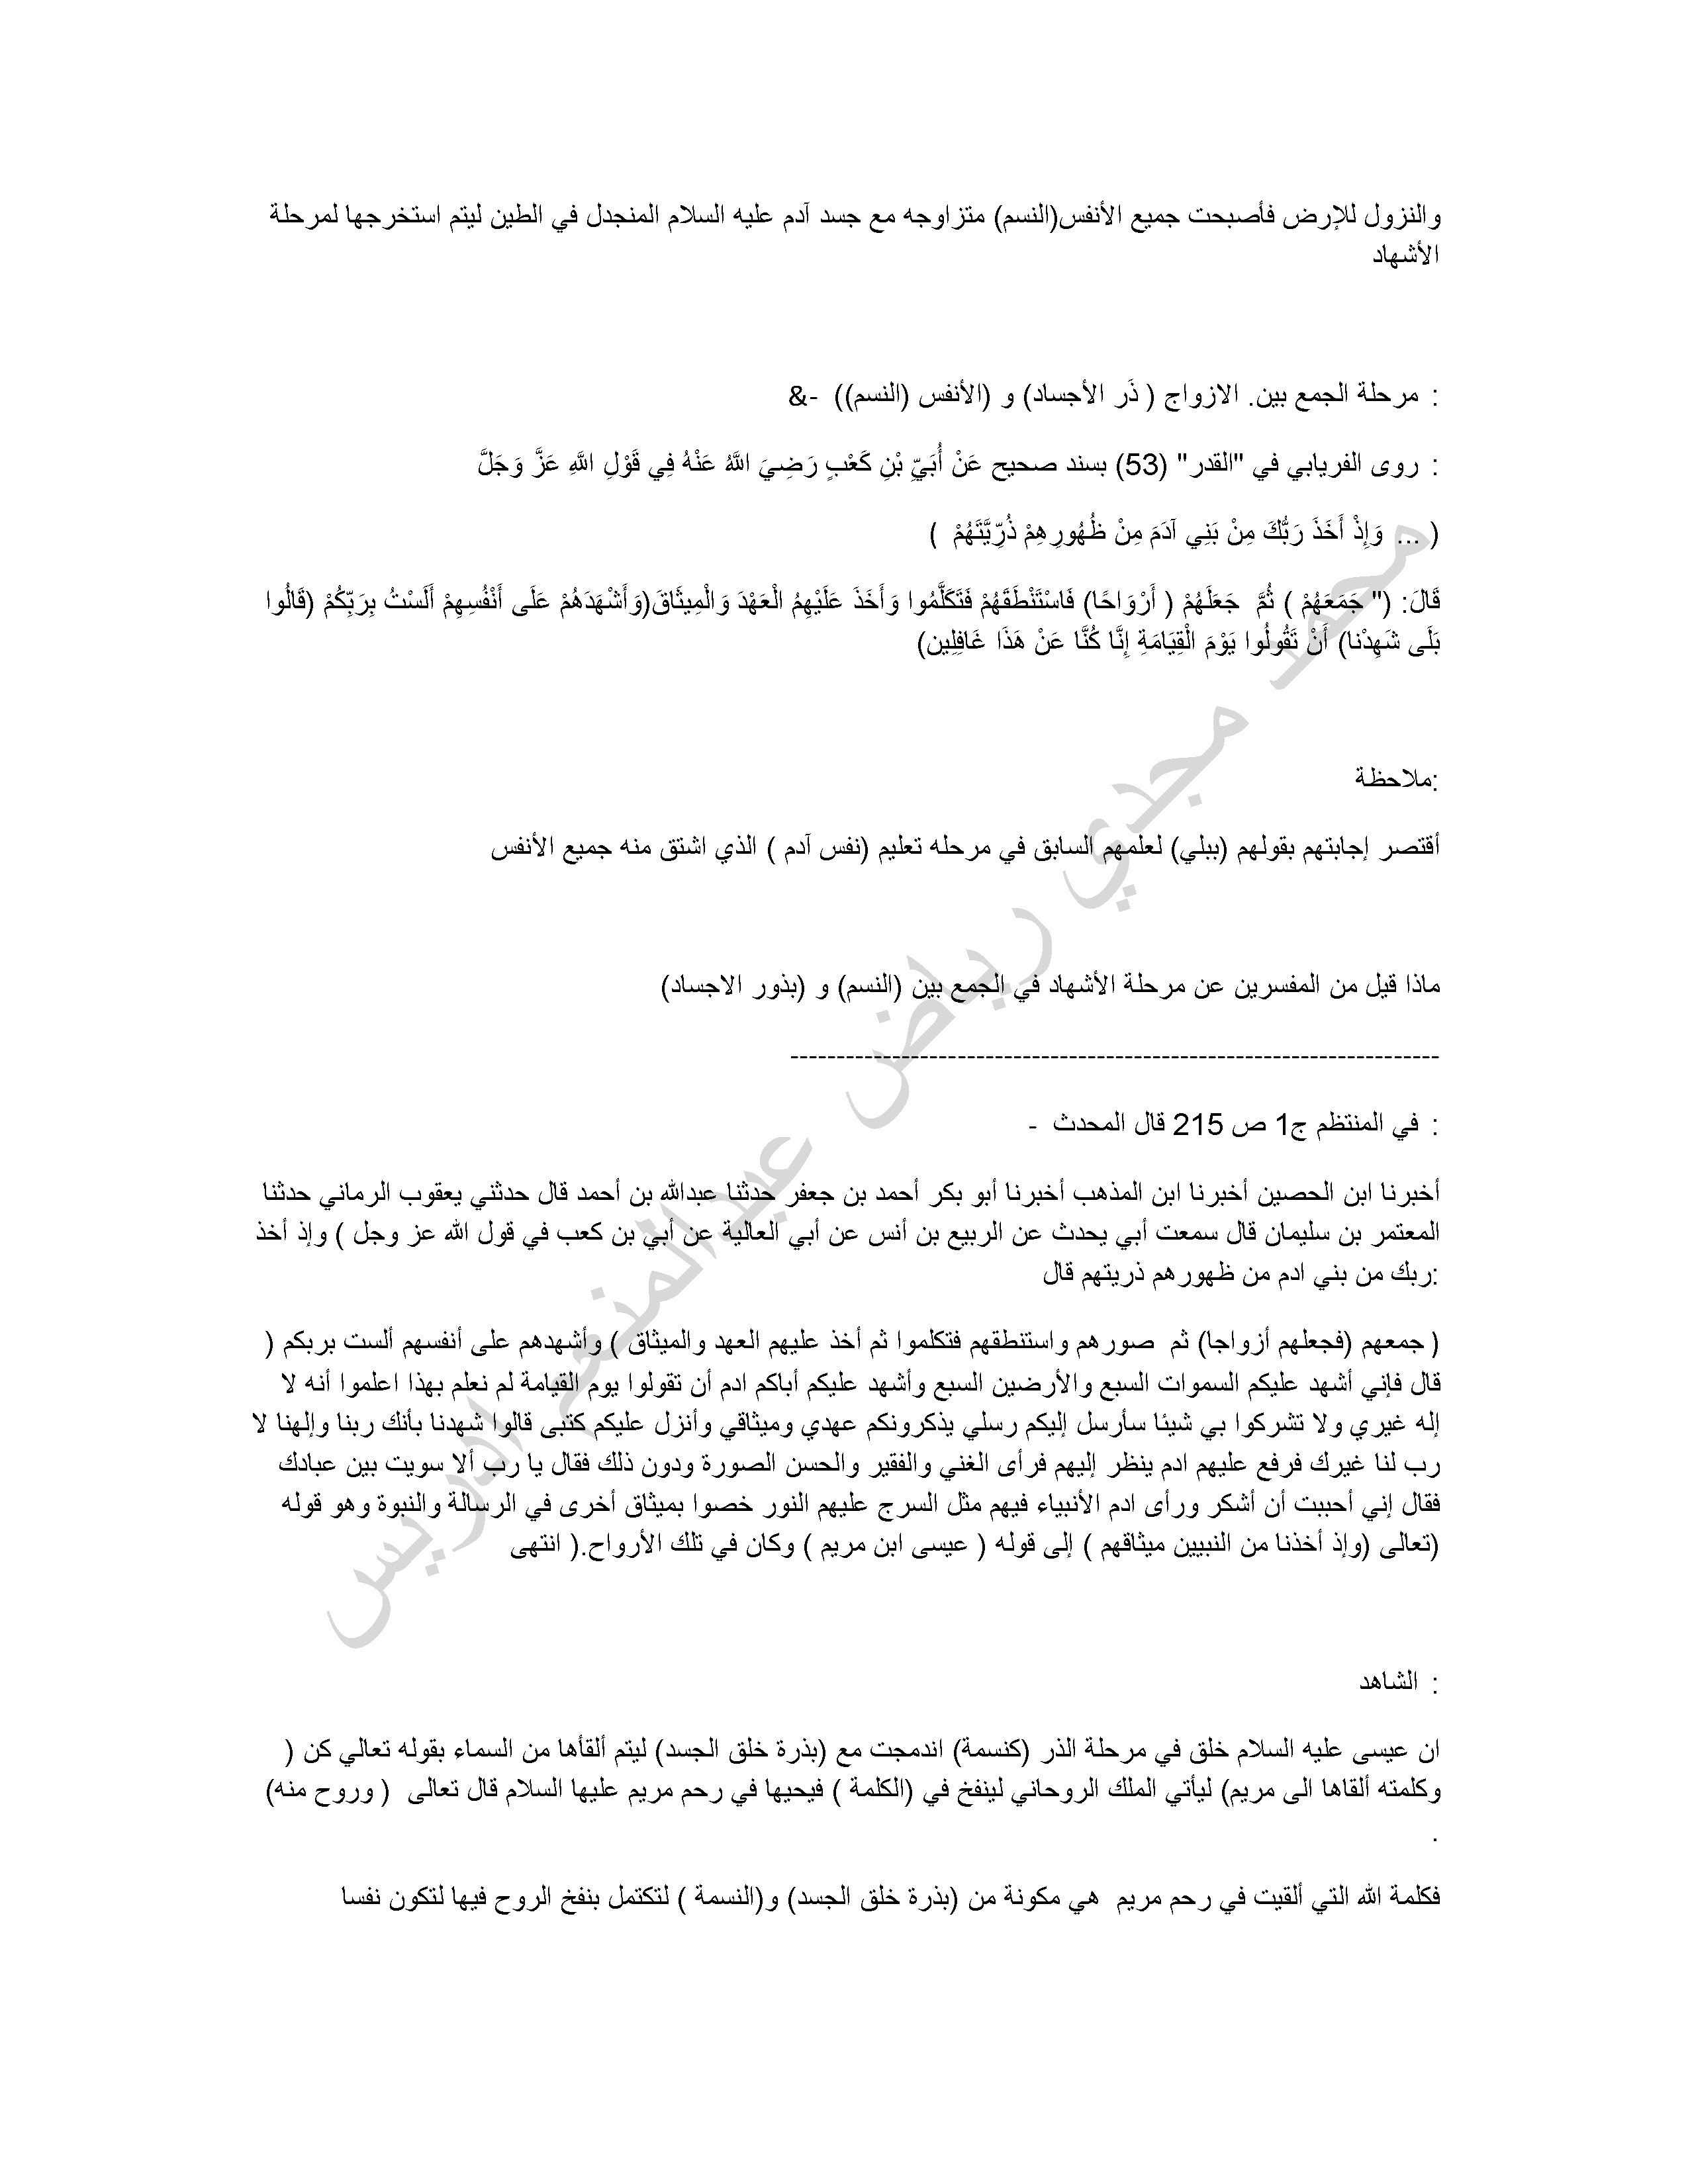 والنزول للإرض فأصبحت جميع الأنفس(النسم) متزاوجه مع جسد آدم عليه السلام المنجدل في الطين ليتم استخرجها لمرحلة
الأشهاد
: مرحلة الجمع بين. الازواج ( ذَر الأجساد) و (الأنفس (النسم)) -&
: روى الفريابي في "القدر" (53) بسند صحيح عَنْ أُبَيِّ بْنِ كَعْبٍ رَضِيَ اللَّهُ عَنْهُ فِي قَوْلِ اللَّهِ عَزَّ وَجَلَّ
( ... وَإِذْ أَخَذَ رَبُّكَ مِنْ بَنِي آدَمَ مِنْ ظُهُورِهِمْ ذُرِّيَّتَهُمْ )
قَالَ: (" جَمَعَهُمْ ) ثُمَّ جَعَلَهُمْ ( أَرْوَاحًا) فَاسْتَنْطَقَهُمْ فَتَكَلَّمُوا وَأَخَذَ عَلَيْهِمُ الْعَهْدَ وَالْمِيثَاقَ(وَأَشْهَدَهُمْ عَلَى أَنْفُسِهِمْ أَلَسْتُ بِرَبِّكُمْ (قَالُوا
بَلَى شَهِدْنا) أَنْ تَقُولُوا يَوْمَ الْقِيَامَةِ إِنَّا كُنَّا عَنْ هَذَا غَافِلِين)
:ملاحظة
أقتصر إجابتهم بقولهم (ببلي) لعلمهم السابق في مرحله تعليم (نفس آدم ) الذي اشتق منه جميع الأنفس
ماذا قيل من المفسرين عن مرحلة الأشهاد في الجمع بين (النسم) و (بذور الاجساد)
----------------------------------------------------------------------
: في المنتظم ج1 ص 215 قال المحدث -
أخبرنا ابن الحصين أخبرنا ابن المذهب أخبرنا أبو بكر أحمد بن جعفر حدثنا عبدالله بن أحمد قال حدثني يعقوب الرماني حدثنا
المعتمر بن سليمان قال سمعت أبي يحدث عن الربيع بن أنس عن أبي العالية عن أبي بن كعب في قول الله عز وجل ) وإذ أخذ
:ربك من بني ادم من ظهورهم ذريتهم قال
( جمعهم (فجعلهم أزواجا) ثم صورهم واستنطقهم فتكلموا ثم أخذ عليهم العهد والميثاق ) وأشهدهم على أنفسهم ألست بربكم (
قال فإني أشهد عليكم السموات السبع والأرضين السبع وأشهد عليكم أباكم ادم أن تقولوا يوم القيامة لم نعلم بهذا اعلموا أنه لا
إله غيري ولا تشركوا بي شيئا سأرسل إليكم رسلي يذكرونكم عهدي وميثاقي وأنزل عليكم كتبى قالوا شهدنا بأنك ربنا وإلهنا لا
رب لنا غيرك فرفع عليهم ادم ينظر إليهم فرأى الغني والفقير والحسن الصورة ودون ذلك فقال يا رب ألا سويت بين عبادك
فقال إني أحببت أن أشكر ورأى ادم الأنبياء فيهم مثل السرج عليهم النور خصوا بميثاق أخرى في الرسالة والنبوة وهو قوله
(تعالى (وإذ أخذنا من النبيين ميثاقهم ) إلى قوله ( عيسى ابن مريم ) وكان في تلك الأرواح.( انتهى
: الشاهد
ان عيسى عليه السلام خلق في مرحلة الذر (كنسمة) اندمجت مع (بذرة خلق الجسد) ليتم ألقأها من السماء بقوله تعالي كن (
وكلمته ألقاها الى مريم) ليأتي الملك الروحاني لينفخ في (الكلمة ) فيحيها في رحم مريم عليها السلام قال تعالى ( وروح منه)
.
فكلمة الله التي ألقيت في رحم مريم هي مكونة من (بذرة خلق الجسد) و(النسمة ) لتكتمل بنفخ الروح فيها لتكون نفسا
محمد مجدي رياض عبدالمنعم الدريس